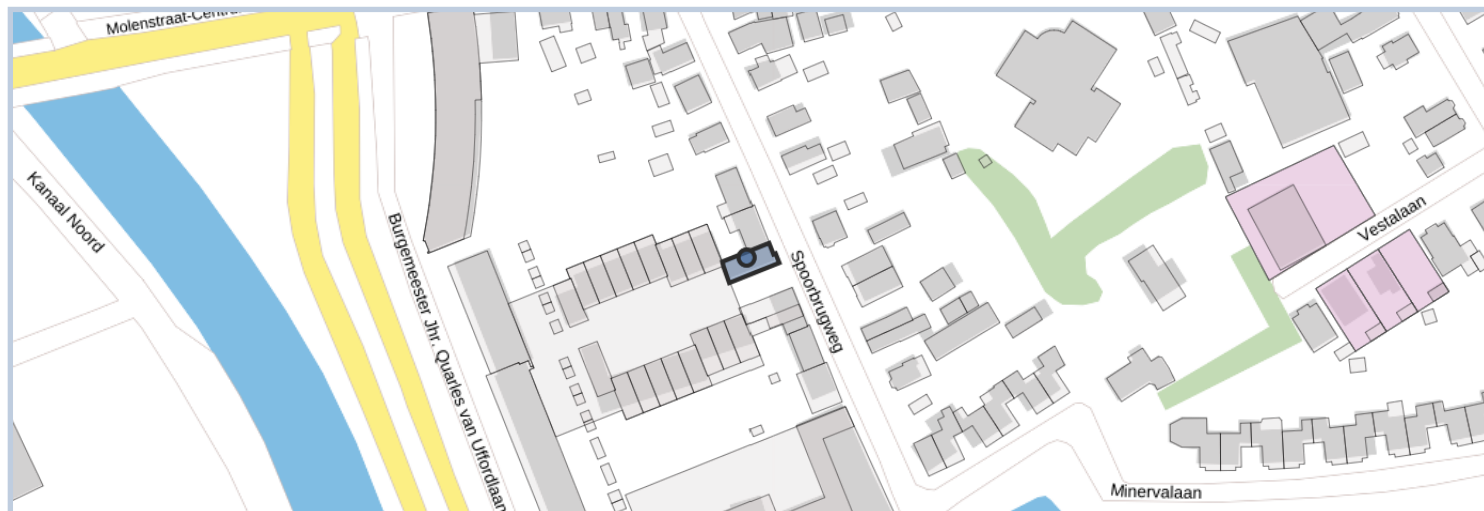 Molenstraat-Centrum
Kanaal Noord
Burgemeester Jhr. Quarles van Uffordlaan
Spoorbrugweg
Vestalaan
Minervalaan